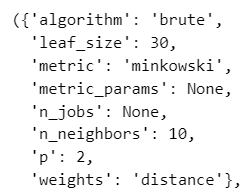 ({'algorithm': 'brute',
'leaf_size': 30,
'metric': 'minkowski',
'metric_params': None,
'n_jobs': None,
'n_neighbors': 10,
'p': 2,
'weights': 'distance'},